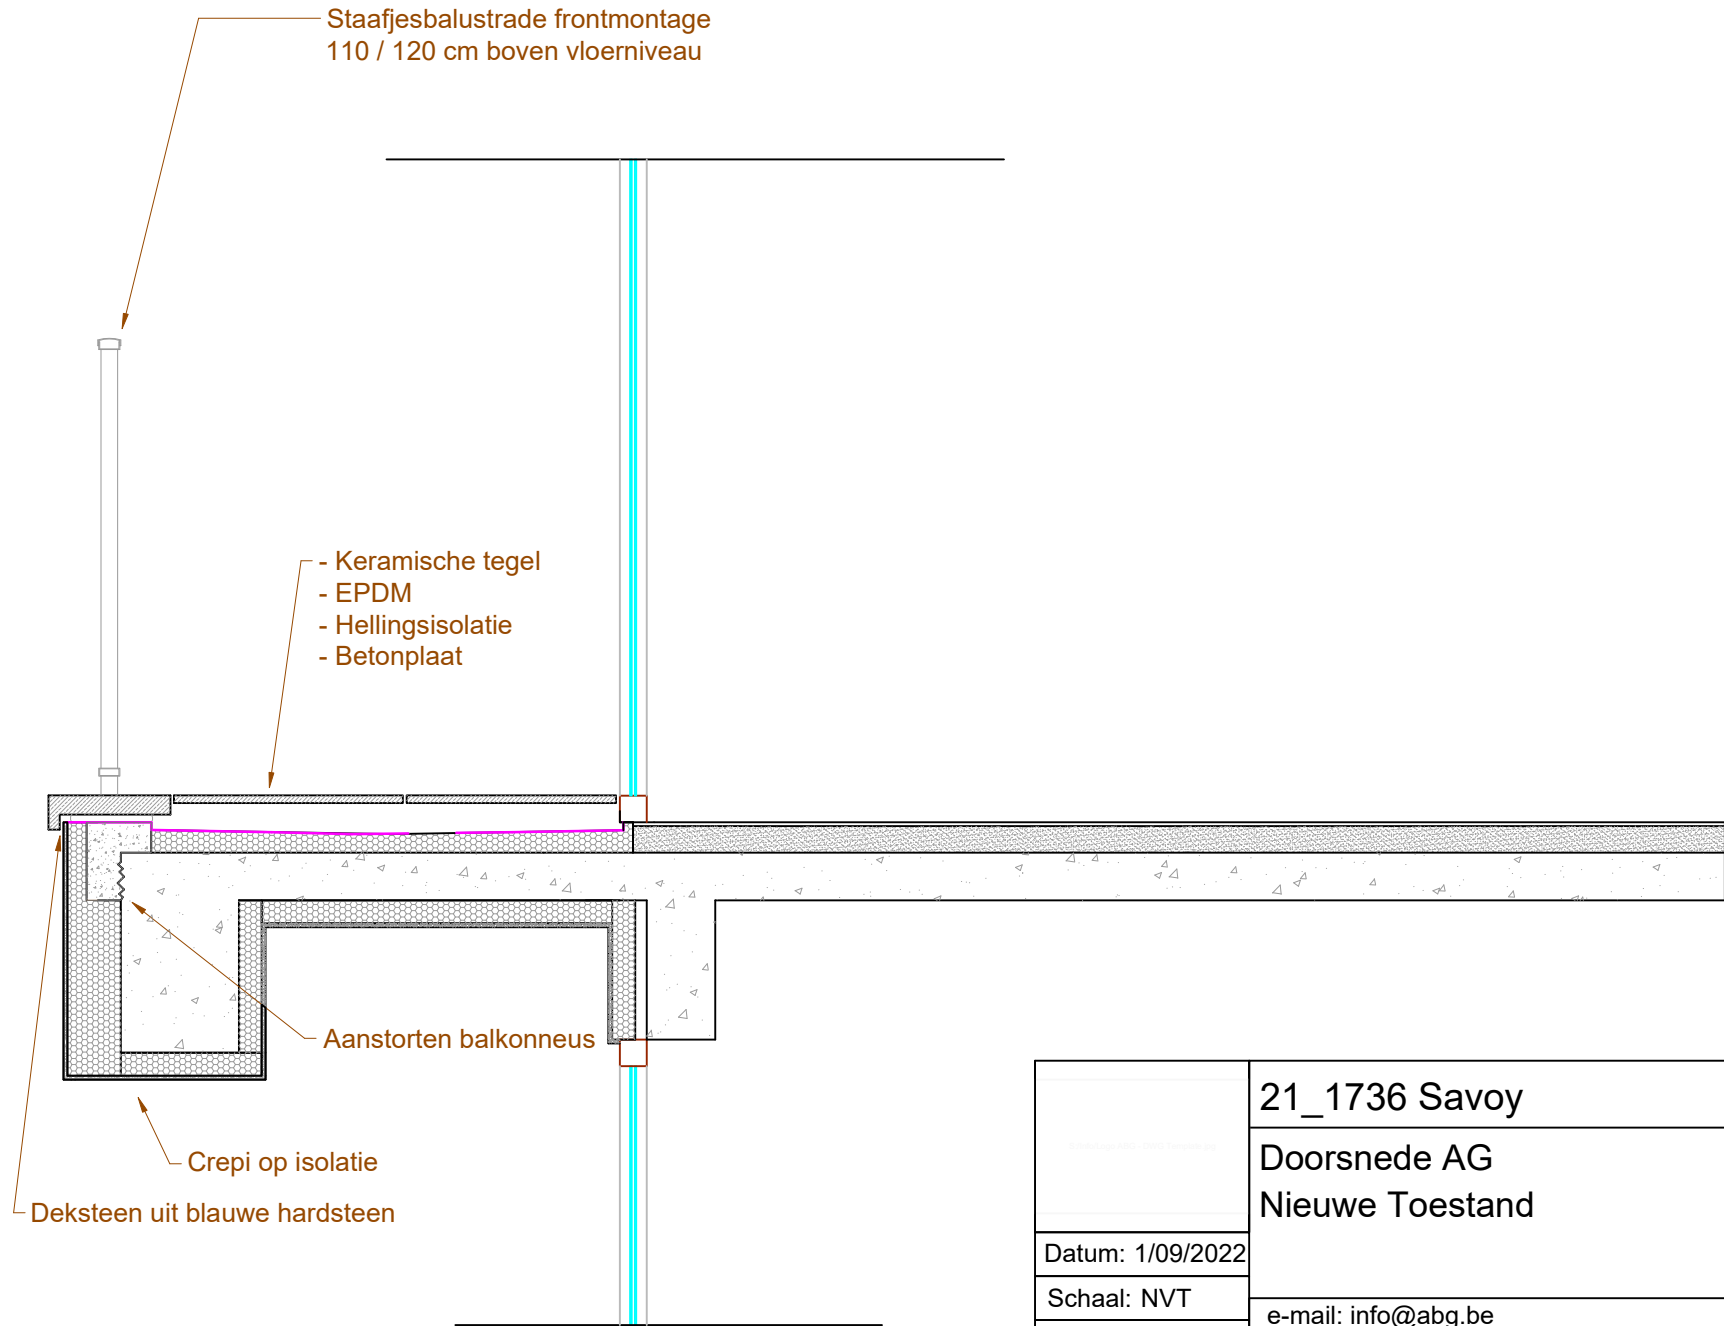 Staafjesbalustrade frontmontage
110 / 120 cm boven vloerniveau
- Keramische tegel
- EPDM
- Hellingsisolatie
- Betonplaat
Aanstorten balkonneus
Crepi op isolatie
Deksteen uit blauwe hardsteen
21_1736 Savoy
Doorsnede AG
Nieuwe Toestand
Datum: 1/09/2022
Schaal: NVT
e-mail: info@abg.be